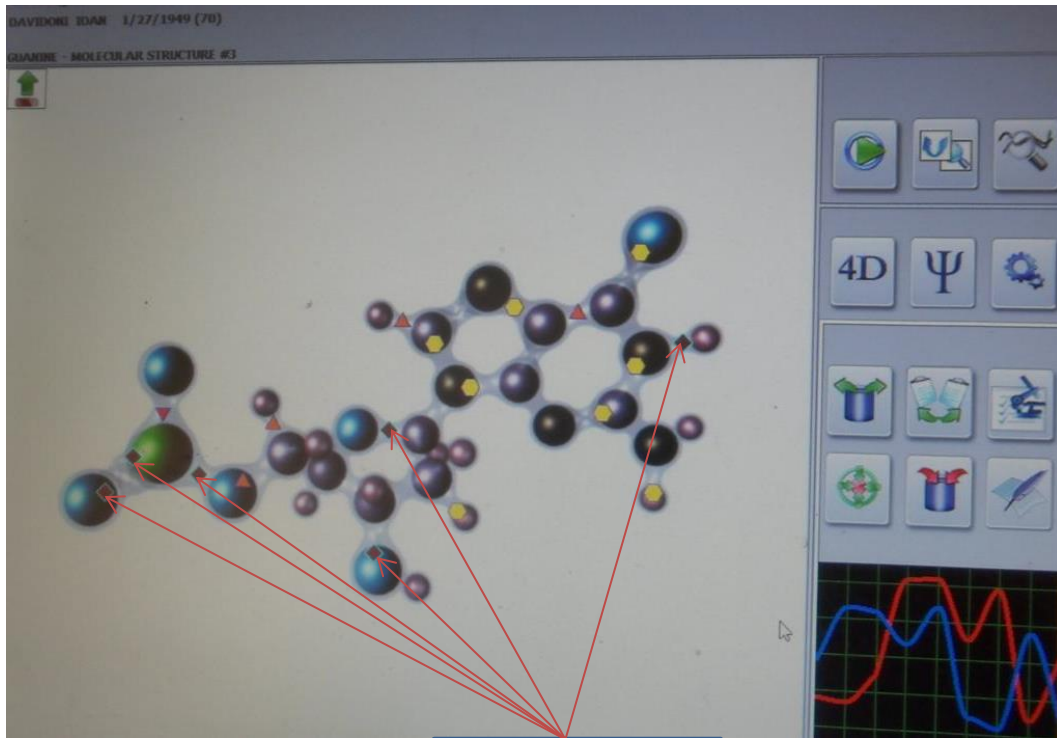 DAVIDONI IDAN 1/27/1949 (70)
GUANINE - MOLECULAR STRUCTURE #3
4D
Ψ